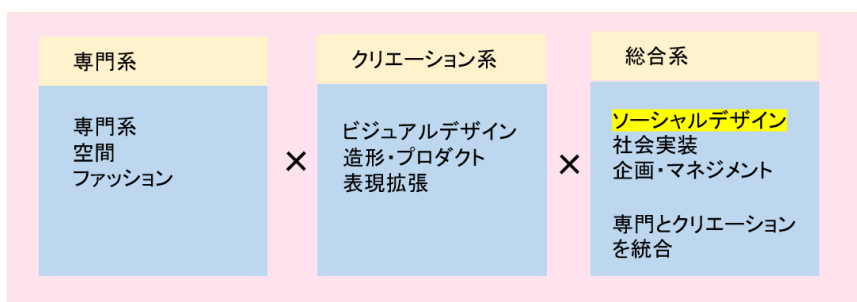 専門系
専門系
空間
ファッション
×
クリエーション系
ビジュアルデザイン
造形・プロダクト
表現拡張
×
総合系
ソーシャルデザイン
社会実装
企画・マネジメント
専門とクリエーション
を統合